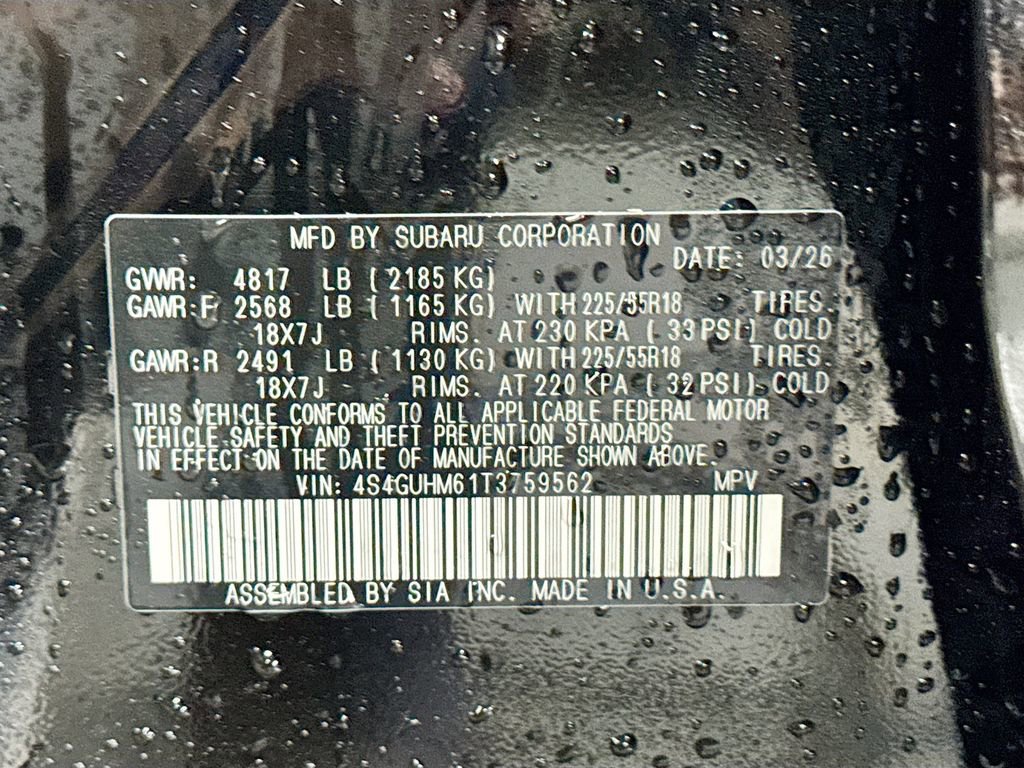 MFD BY SUBARU CORPORATION
DATE: 03/26
GVWR: 4817 LB (2185 KG)
GAWR:F 2568 LB (1165 KG) WITH 225/55R18 TIRES.
18X7J RIMS. AT 230 KPA (33 PSI) COLD
GAWR:R 2491 LB (1130 KG) WITH 225/55R18 TIRES.
18X7J RIMS. AT 220 KPA (32 PSI) COLD
THIS VEHICLE CONFORMS TO ALL APPLICABLE FEDERAL MOTOR
VEHICLE SAFETY AND THEFT PREVENTION STANDARDS
IN EFFECT ON THE DATE OF MANUFACTURE SHOWN ABOVE.
VIN: 4S4GUHM61T3759562 MPV
ASSEMBLED BY SIA INC. MADE IN U.S.A.